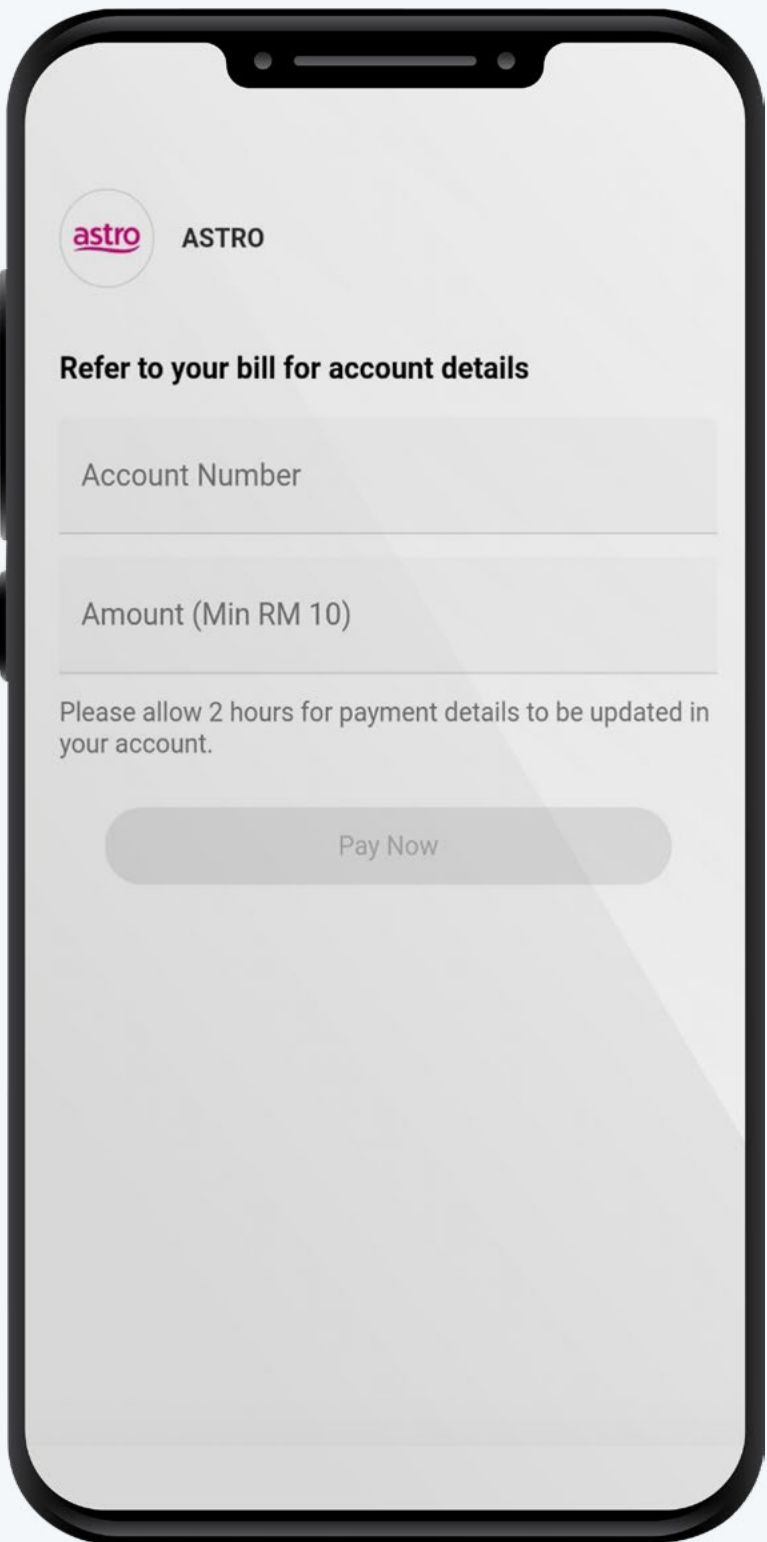 astro
ASTRO
Refer to your bill for account details
Account Number
Amount (Min RM 10)
Please allow 2 hours for payment details to be updated in
your account.
Pay Now